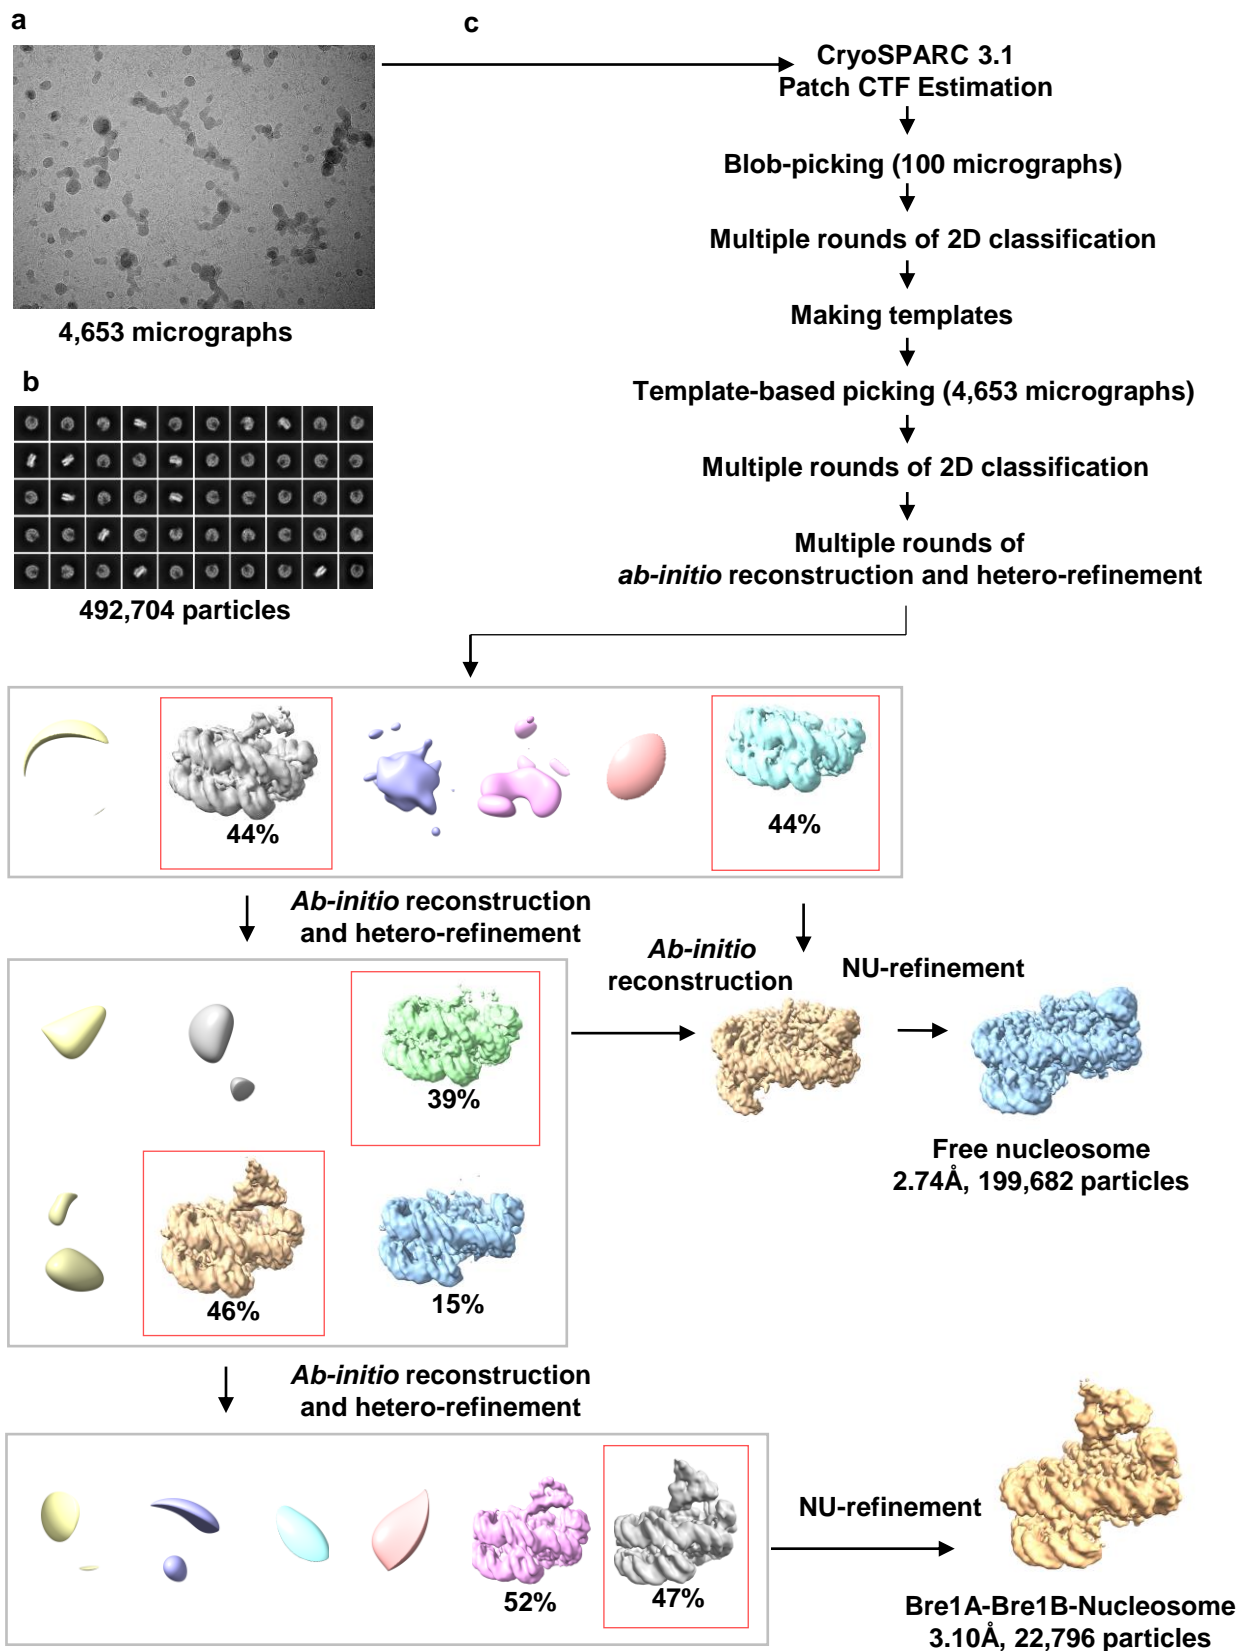 a
4,653 micrographs
b
492,704 particles
c
CryoSPARC 3.1
Patch CTF Estimation
Blob-picking (100 micrographs)
Multiple rounds of 2D classification
Making templates
Template-based picking (4,653 micrographs)
Multiple rounds of 2D classification
Multiple rounds of
ab-initio reconstruction and hetero-refinement
44%
44%
Ab-initio reconstruction
and hetero-refinement
Ab-initio
reconstruction
NU-refinement
39%
46%
15%
Free nucleosome
2.74Å, 199,682 particles
Ab-initio reconstruction
and hetero-refinement
52%
47%
NU-refinement
Bre1A-Bre1B-Nucleosome
3.10Å, 22,796 particles